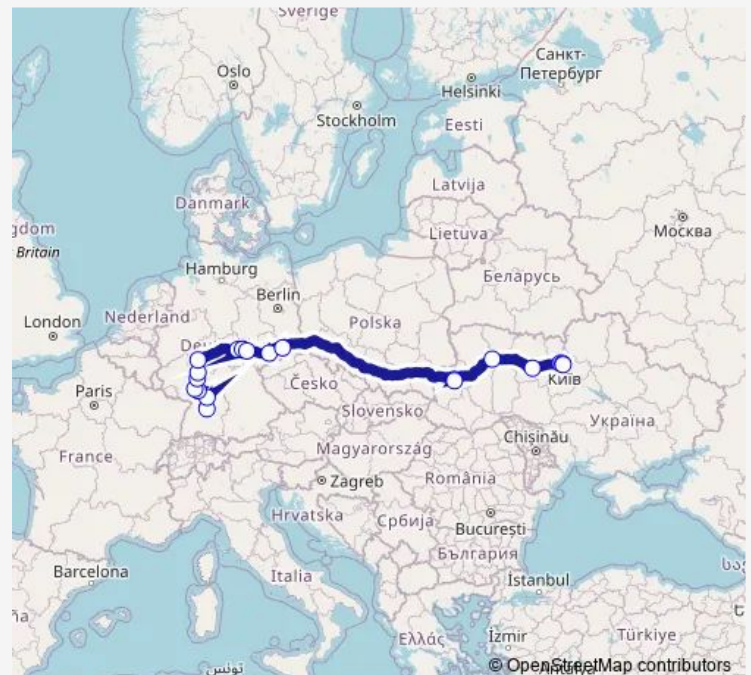 Sverige
Санкт-
Петербург
Oslo
Helsinki
Stockholm
Eesti
Latvija
Danmark
Москва
Lietuva
gdom
Britain
Беларусь
Hamburg
Berlin
Nederland
London
Polska
Deu
Česko
Київ
Paris
Slovensko
Україна
Chișinău
Magyarország
France
România
Zagreb
Hrvatska
Србија
București
България
Barcelona
Italia
İstanbul
Ελλάς
İzmir
Türkiye
تونس
© OpenStreetMap contributors